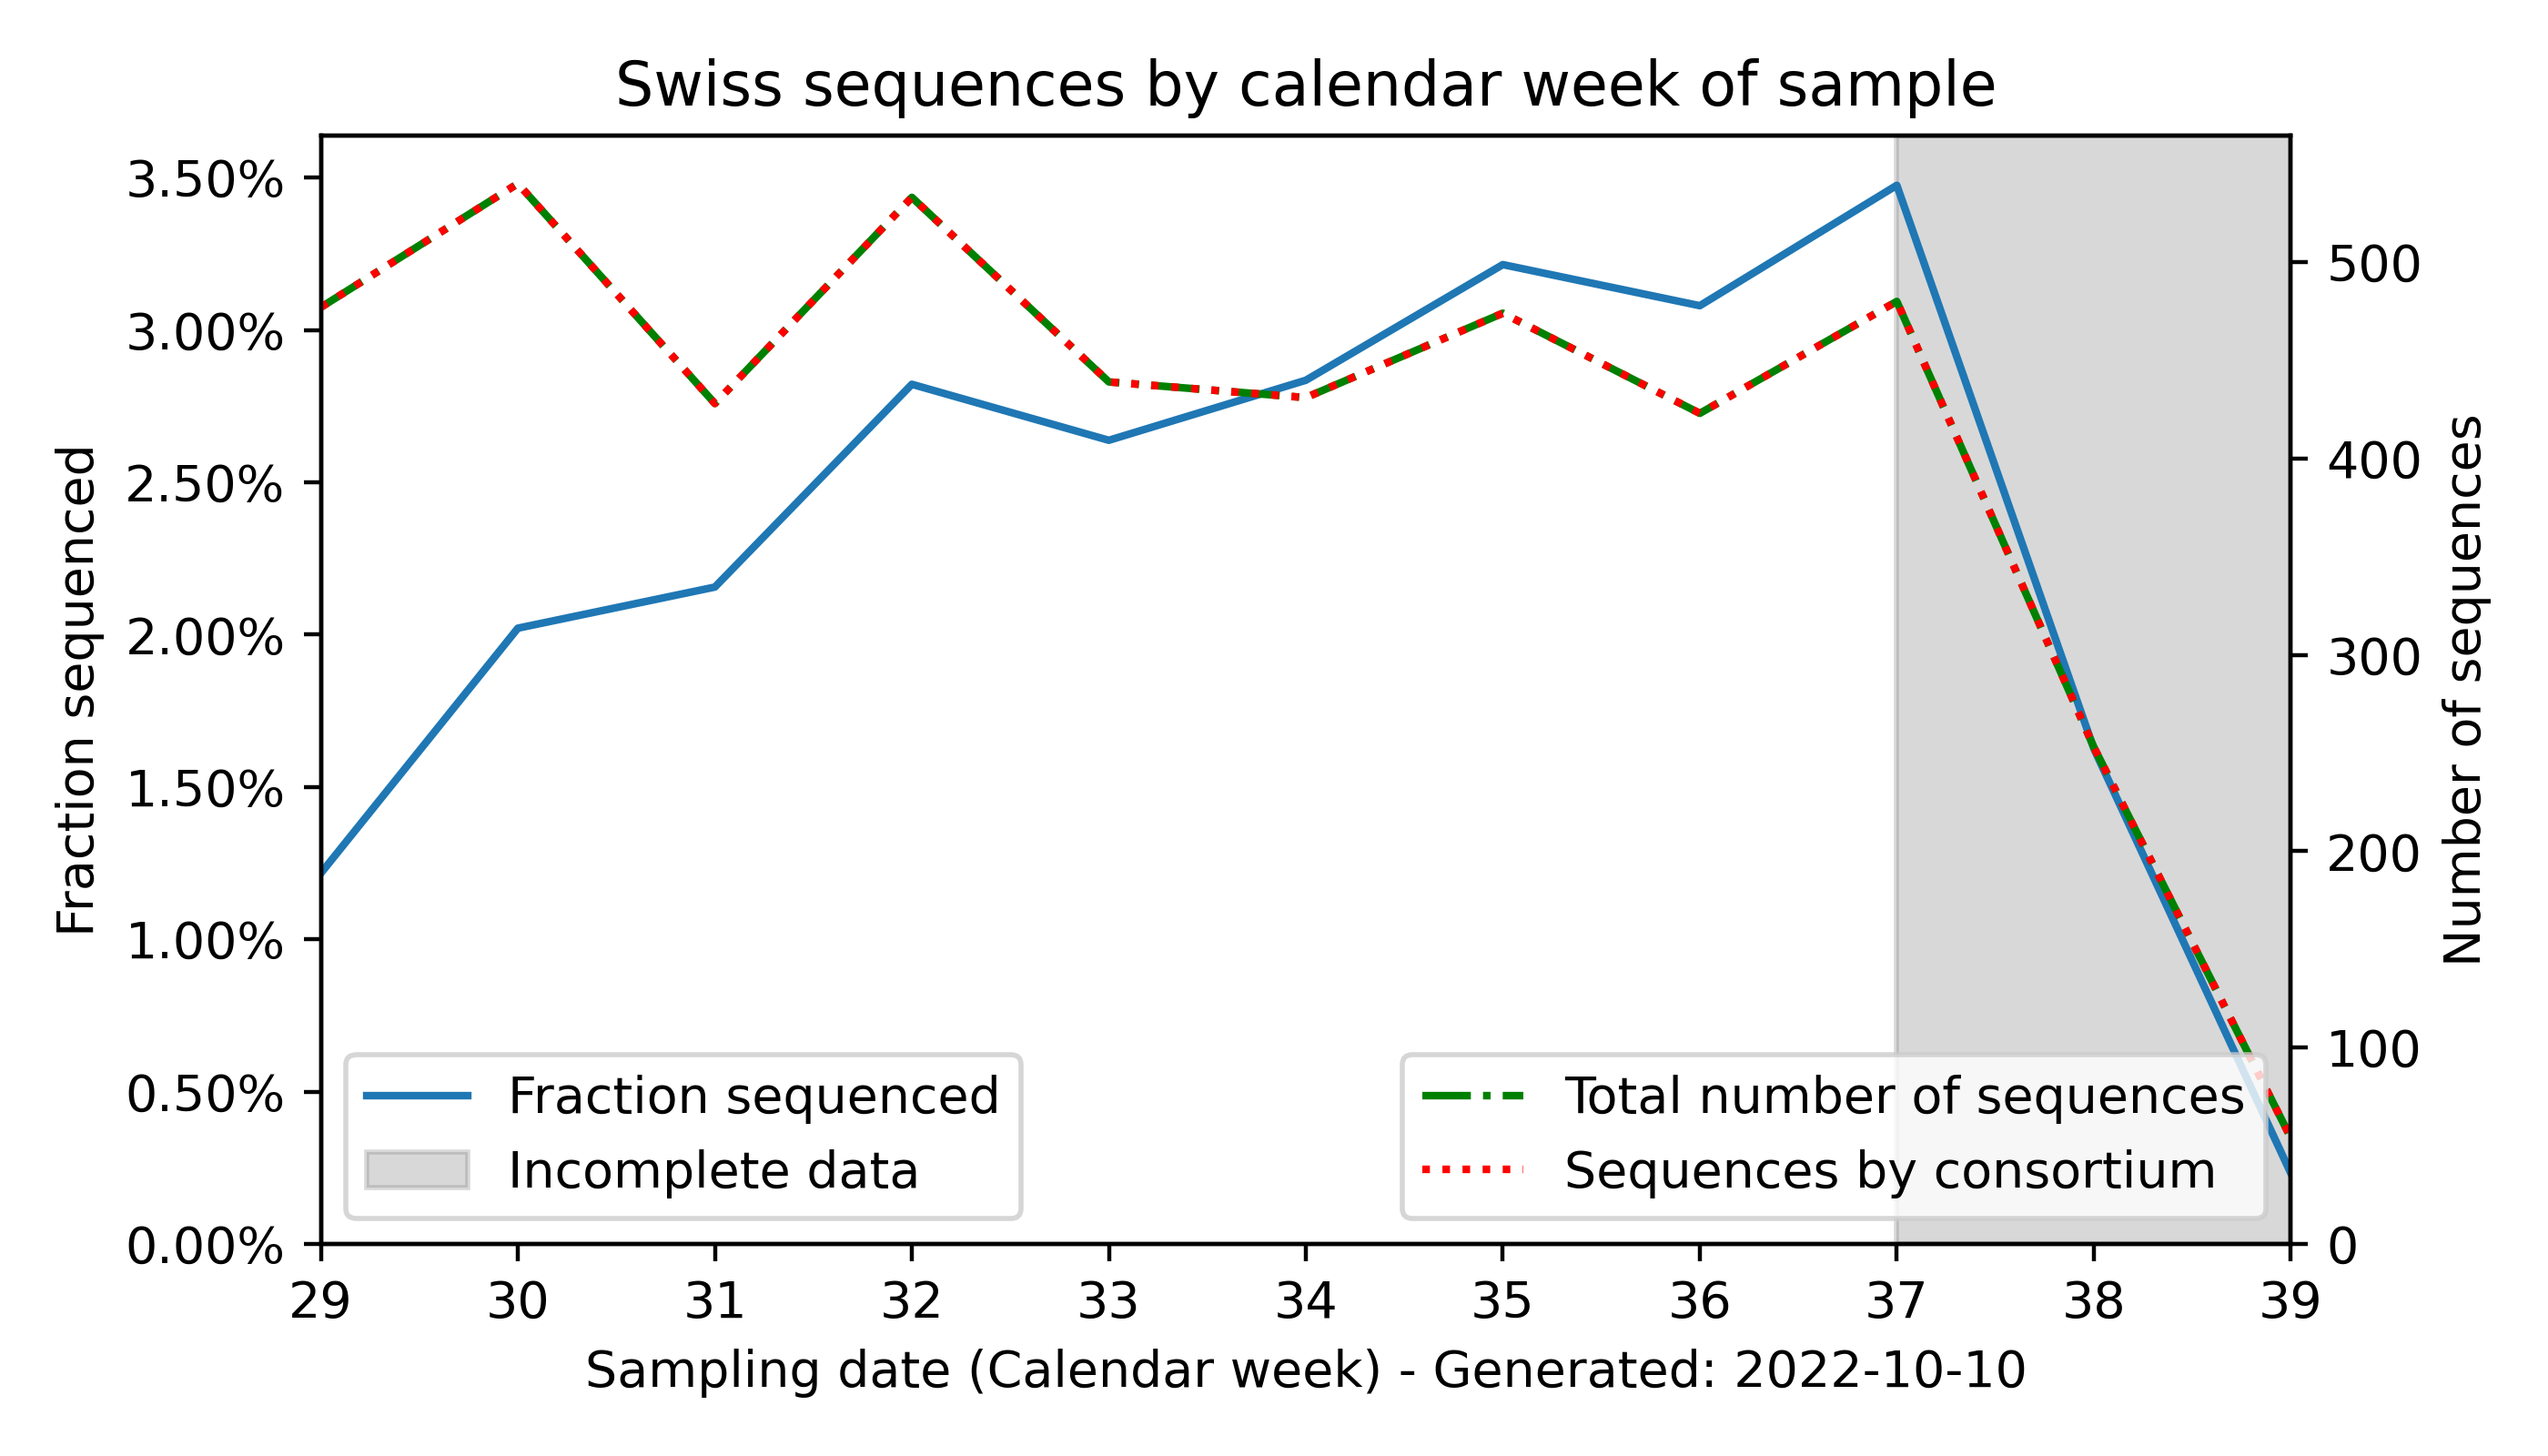 Swiss sequences by calendar week of sample
3.50%
3.00%
2.50%
2.00%
1.50%
1.00%
0.50%
0.00%
Fraction sequenced
500
400
300
200
100
0
Number of sequences
Fraction sequenced
Incomplete data
Total number of sequences
Sequences by consortium
29 30 31 32 33 34 35 36 37 38 39
Sampling date (Calendar week) - Generated: 2022-10-10